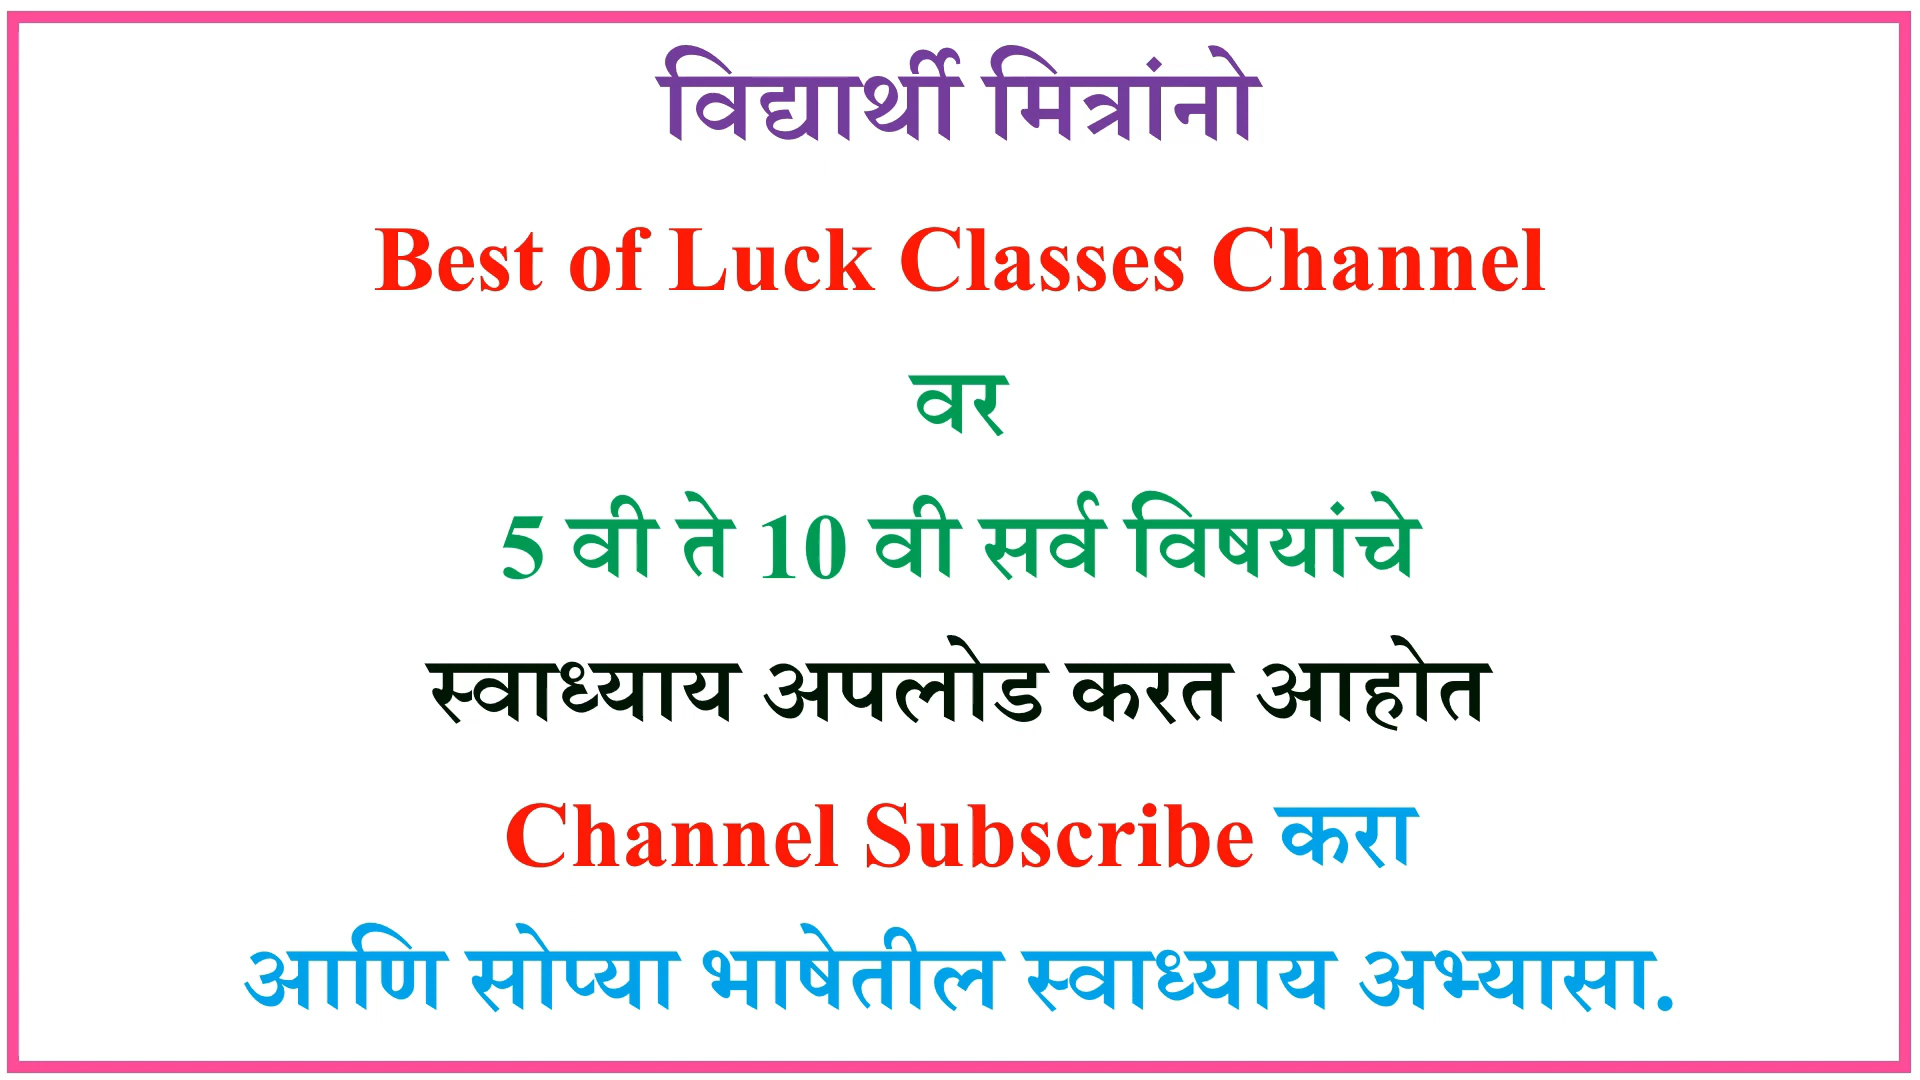 विद्यार्थी मित्रांनो
Best of Luck Classes Channel
वर
5 वी ते 10 वी सर्व विषयांचे
स्वाध्याय अपलोड करत आहोत
Channel Subscribe करा
आणि सोप्या भाषेतील स्वाध्याय अभ्यासा.